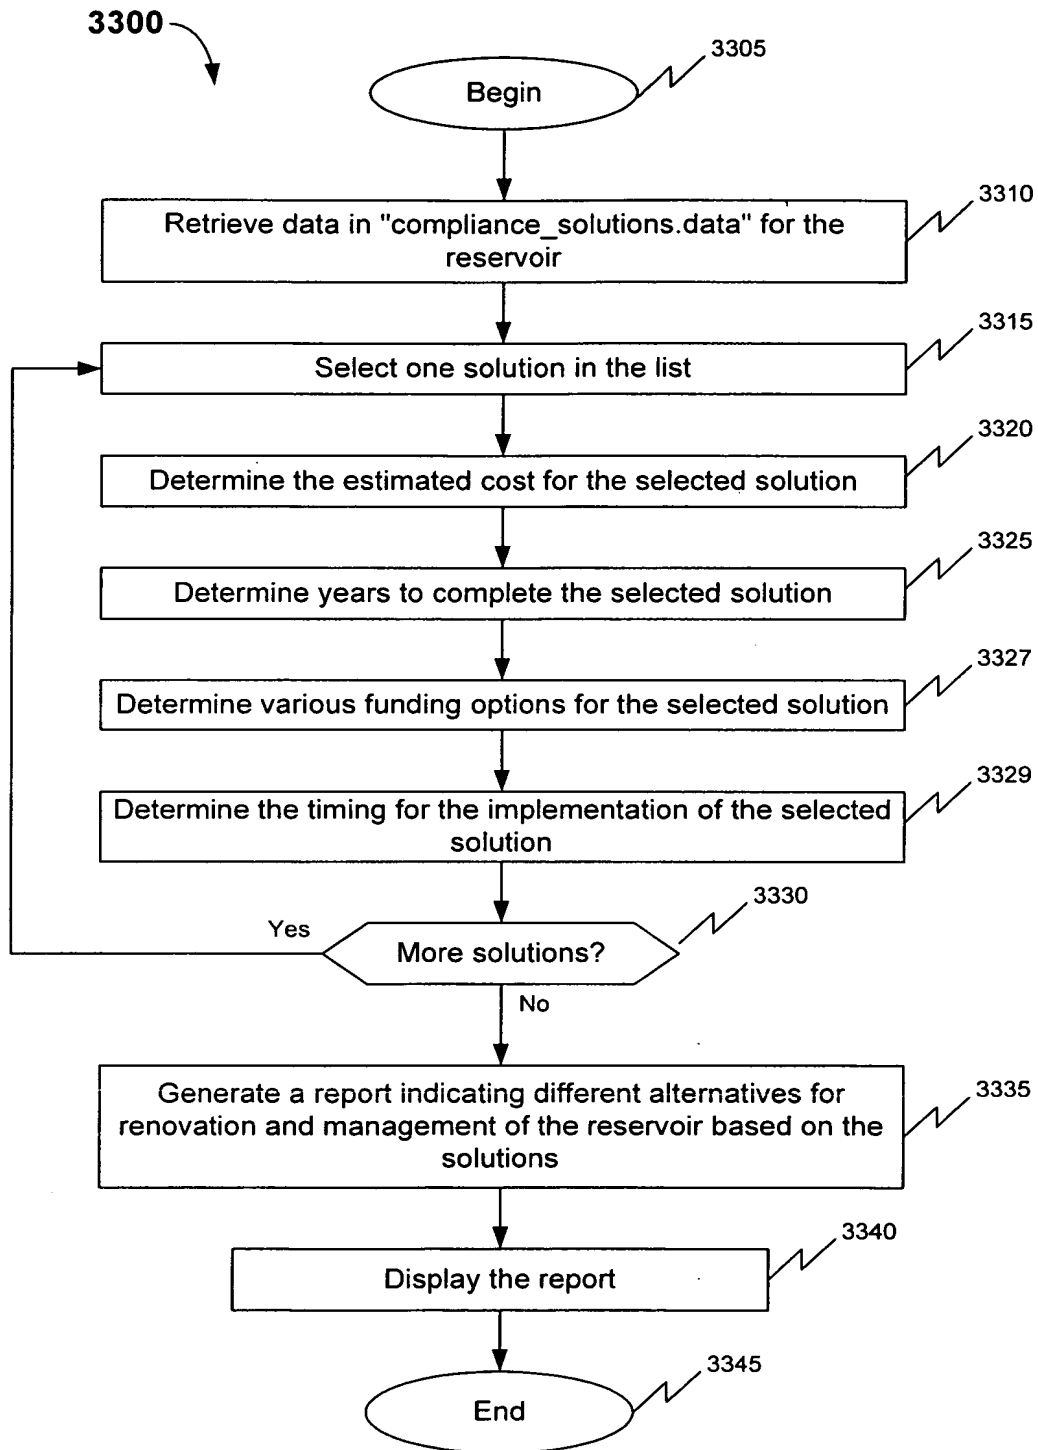 3300
3305
Begin
3310
Retrieve data in "compliance_solutions.data" for the
reservoir
3315
Select one solution in the list
3320
Determine the estimated cost for the selected solution
3325
Determine years to complete the selected solution
3327
Determine various funding options for the selected solution
3329
Determine the timing for the implementation of the selected
solution
3330
Yes
More solutions?
No
3335
Generate a report indicating different alternatives for
renovation and management of the reservoir based on the
solutions
3340
Display the report
3345
End